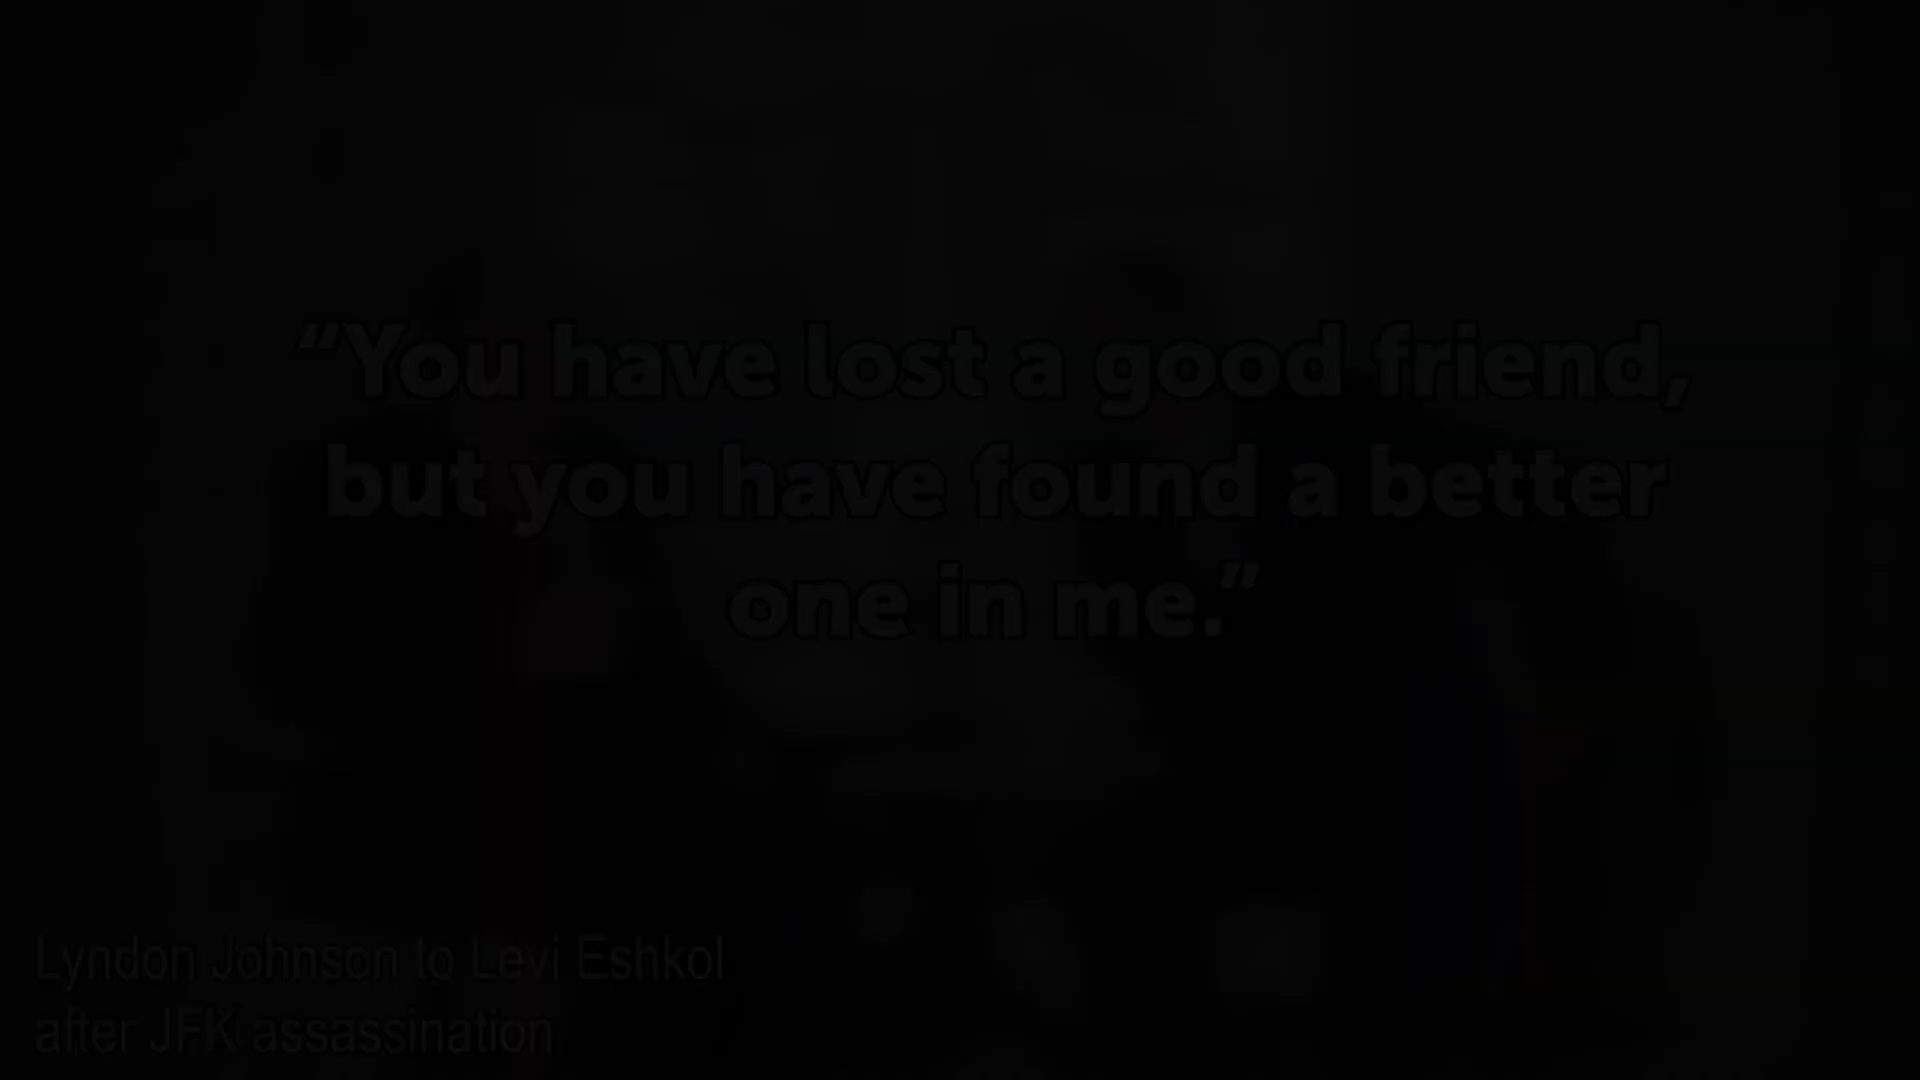 “You have lost a good friend,
but you have found a better
one in me.”
Lyndon Johnson to Levi Eshkol
after JFK assassination